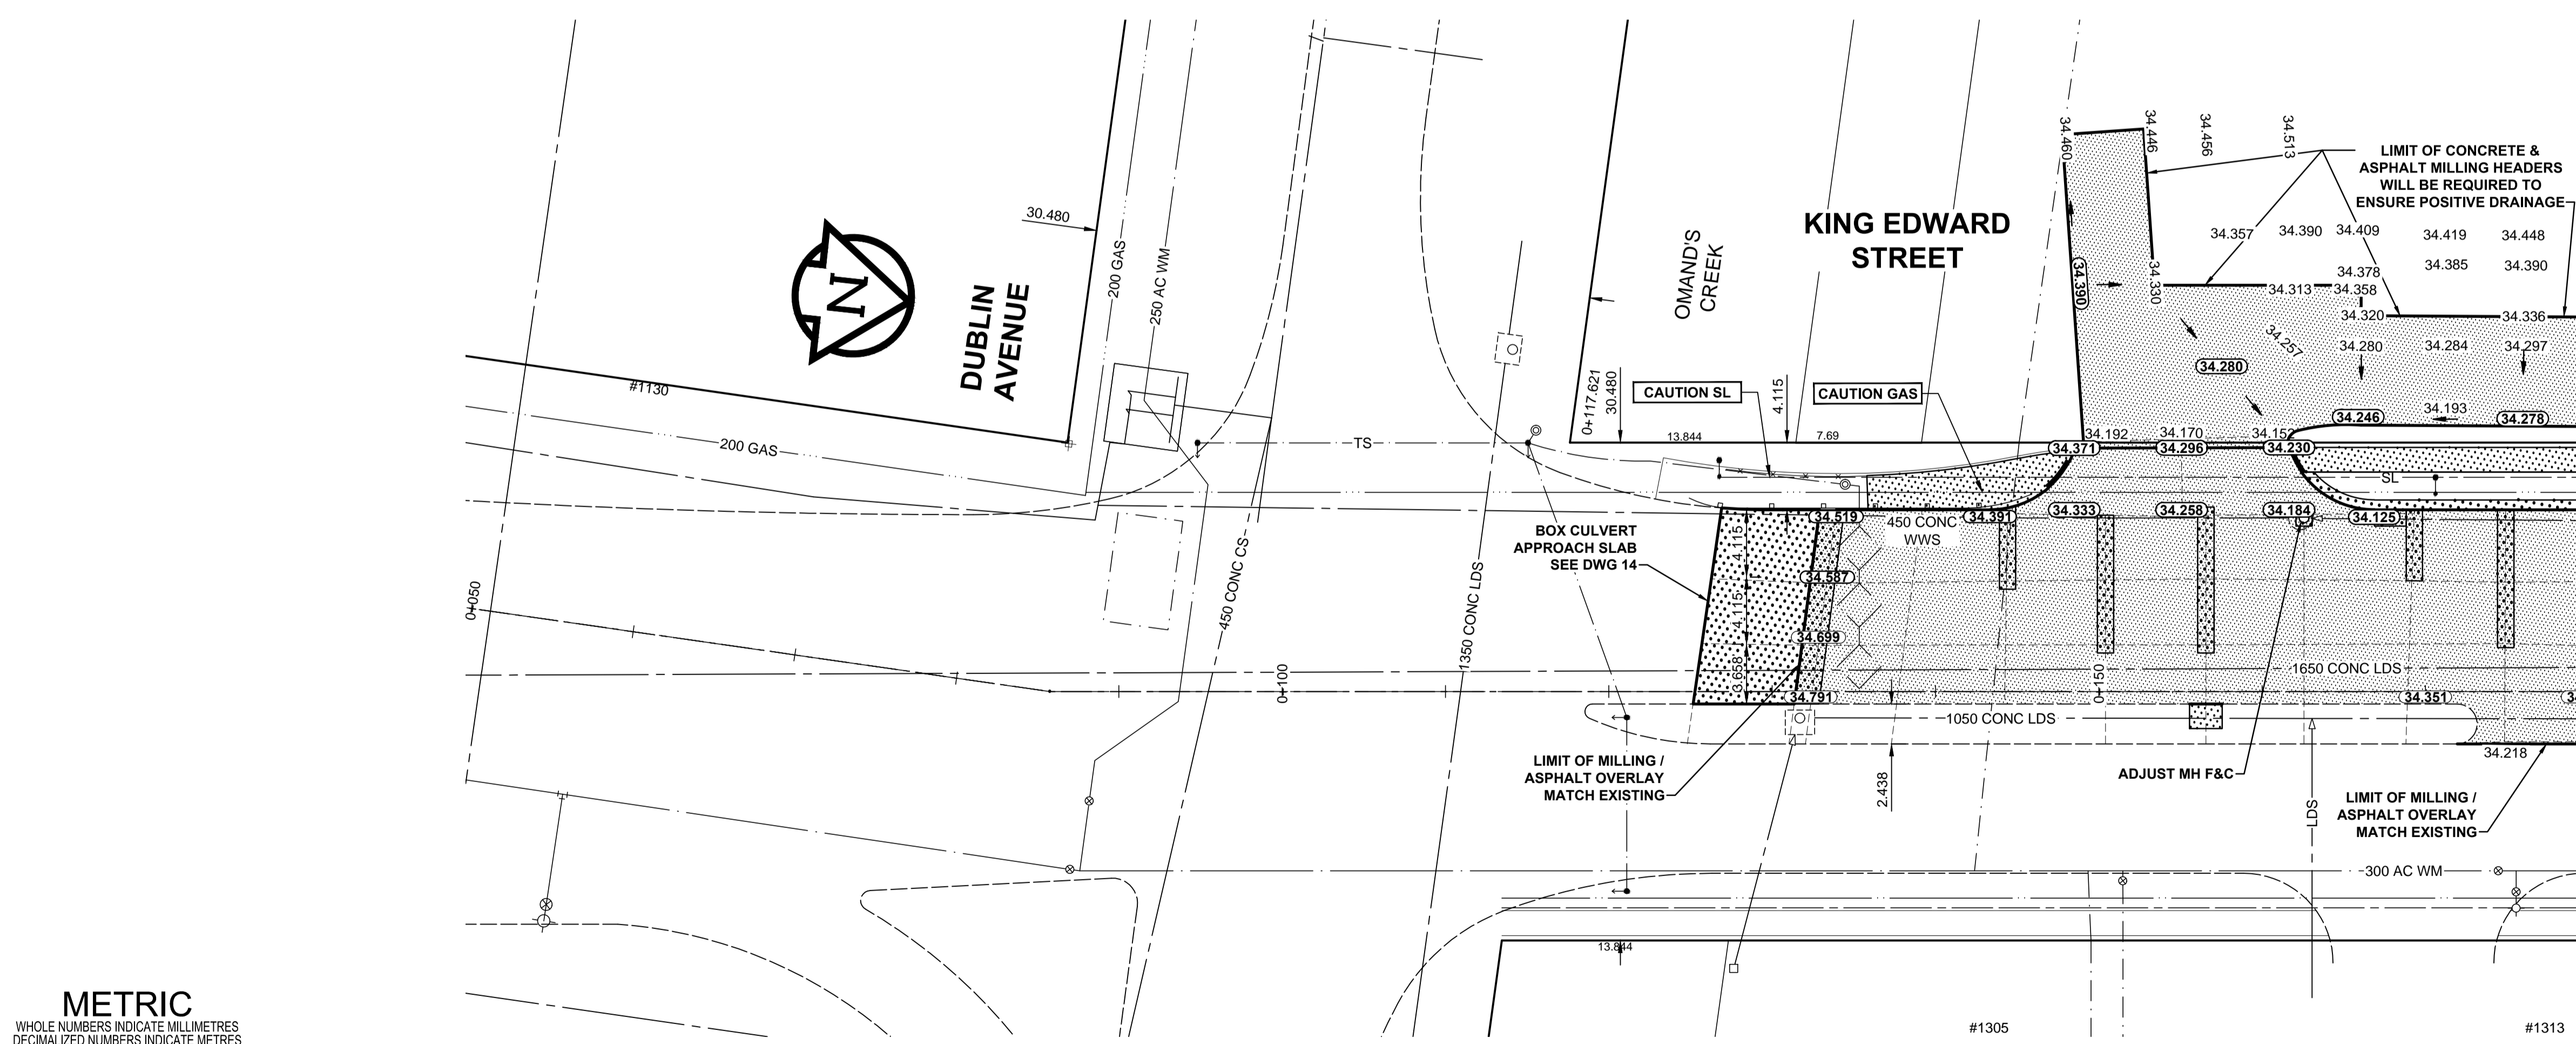 34.460
34.446
34.456
34.513
LIMIT OF CONCRETE &
ASPHALT MILLING HEADERS
WILL BE REQUIRED TO
ENSURE POSITIVE DRAINAGE
30.480
200 GAS
250 AC WM
N
DUBLIN
AVENUE
OMAND'S
CREEK
KING EDWARD
STREET
34.357
34.390
34.409
34.419
34.448
34.378
34.385
34.390
34.390
34.330
34.313
34.358
34.320
34.336
34.257
34.280
34.284
34.297
34.280
#1130
0+117.621
30.480
CAUTION SL
4.115
CAUTION GAS
34.246
34.193
34.278
200 GAS
TS
13.844
7.69
34.192
34.170
34.152
34.371
34.296
34.230
SL
BOX CULVERT
APPROACH SLAB
SEE DWG 14
4.115
34.519
450 CONC
WWS
34.391
34.333
34.258
34.184
34.125
34.587
4.115
34.699
3.658
34.791
0+050
450 CONC CS
1350 CONC LDS
0+100
0+150
1650 CONC LDS
34.351
1050 CONC LDS
34.218
LIMIT OF MILLING /
ASPHALT OVERLAY
MATCH EXISTING
2.438
ADJUST MH F&C
LDS
LIMIT OF MILLING /
ASPHALT OVERLAY
MATCH EXISTING
300 AC WM
13.844
METRIC
WHOLE NUMBERS INDICATE MILLIMETRES
DECIMALIZED NUMBERS INDICATE METRES
#1305
#1313